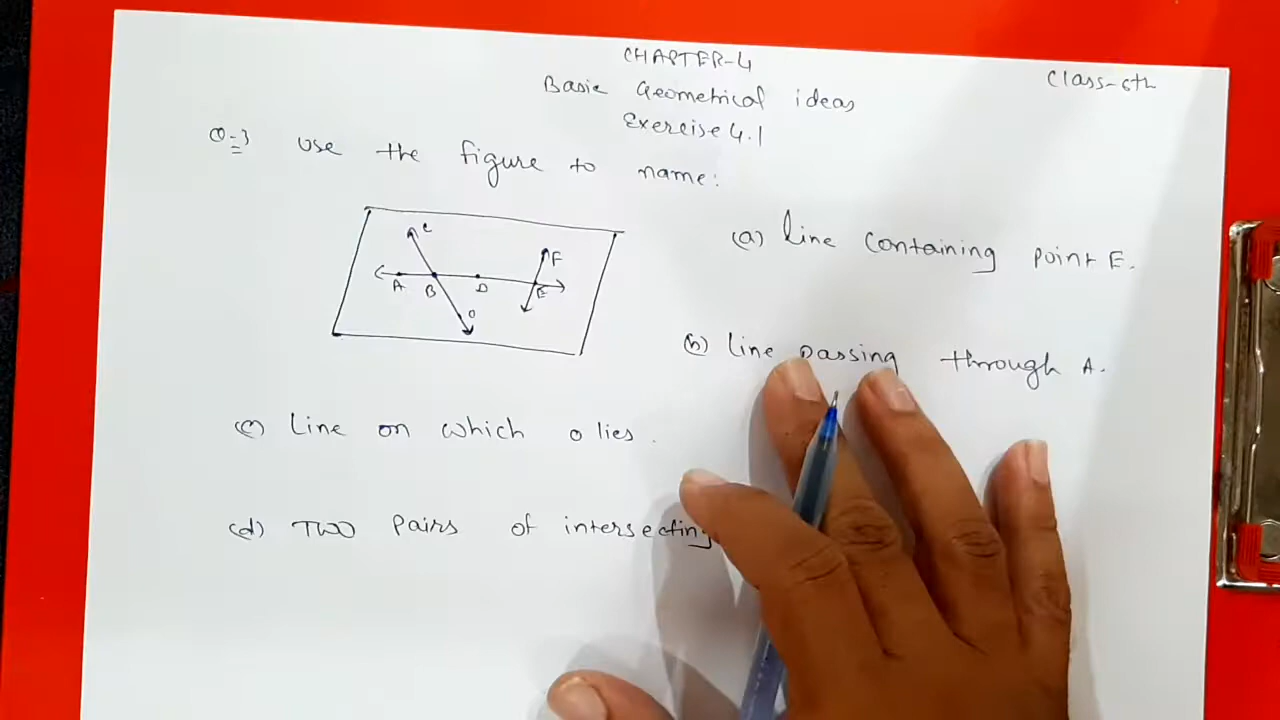 CHAPTER-4
Class-6th
Basic Geometrical ideas
Exercise 4.1
Q-3 Use the figure to name:
C
F
A B D E
O
(a) line containing point E.
(b) Line passing through A.
(c) Line on which O lies.
(d) TWO Pairs of intersecting